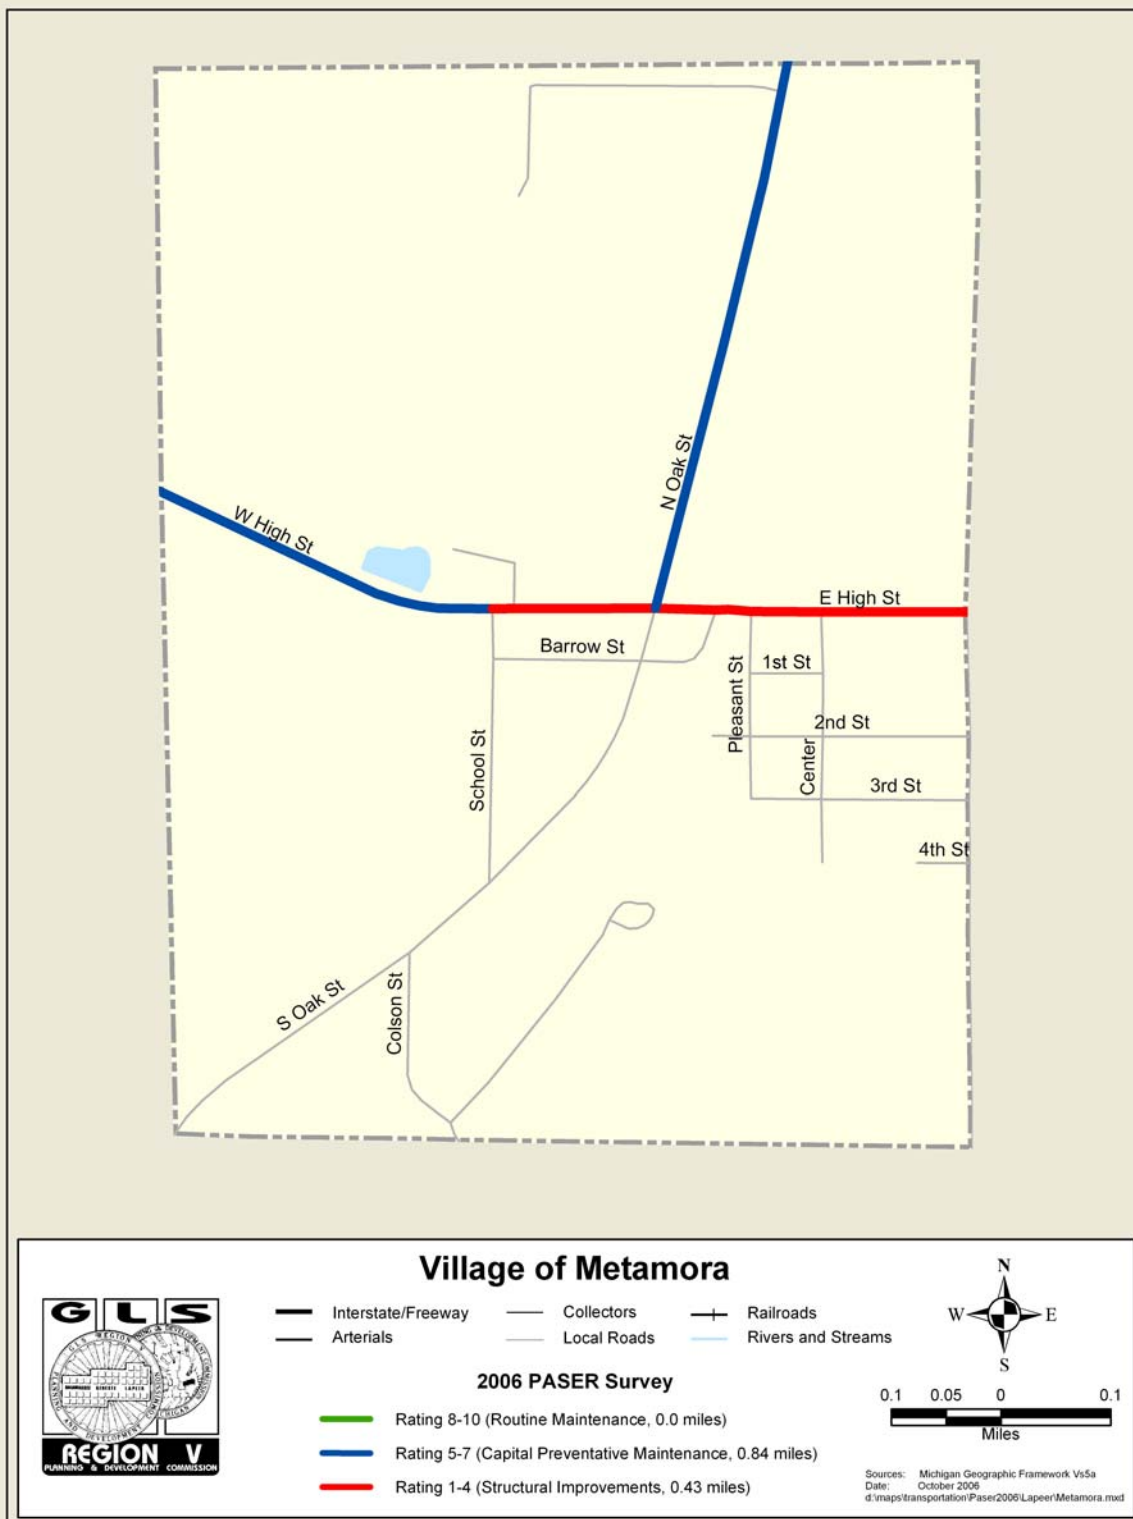 N Oak St
W High St
E High St
Barrow St
1st St
Pleasant St
2nd St
School St
Center
3rd St
4th St
S Oak St
Colson St
Village of Metamora
Interstate/Freeway
Collectors
Railroads
Arterials
Local Roads
Rivers and Streams
2006 PASER Survey
Rating 8-10 (Routine Maintenance, 0.0 miles)
Rating 5-7 (Capital Preventative Maintenance, 0.84 miles)
Rating 1-4 (Structural Improvements, 0.43 miles)
GLS
REGION V
PLANNING & DEVELOPMENT COMMISSION
N
W E
S
0.1 0.05 0 0.1
Miles
Sources: Michigan Geographic Framework Vs5a
Date: October 2006
d:\maps\transportation\Paser2006\Lapeer\Metamora.mxd